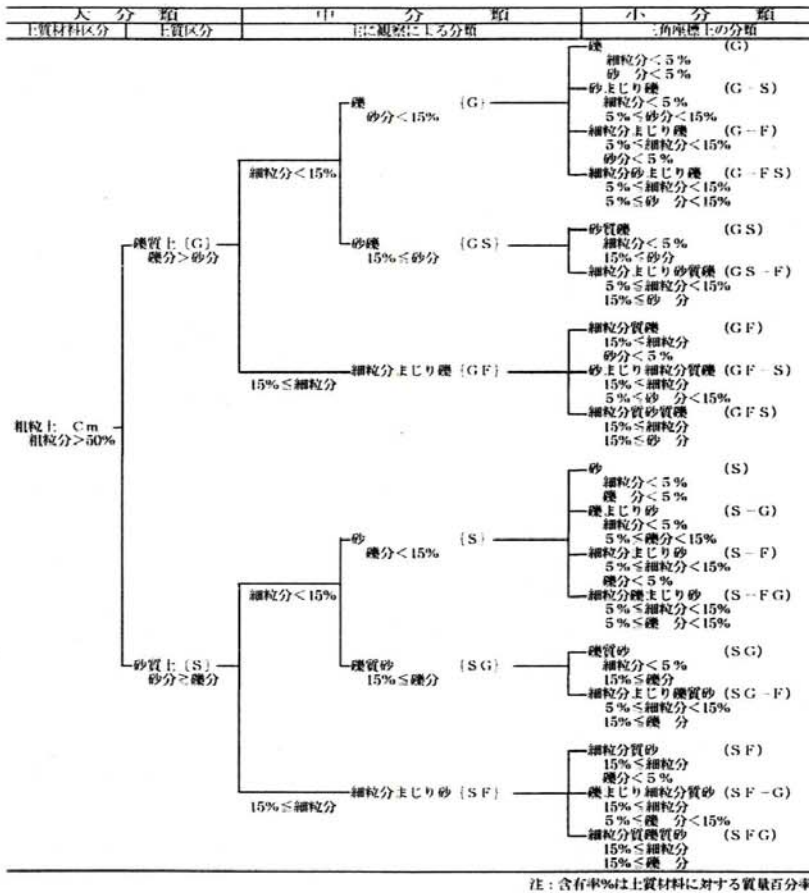 大　分　類　中　分　類　小　分　類
土質材料区分　土質区分　主に観察による分類　三角座標上の分類
礫　(G)
細粒分<5%
砂　分<5%
砂まじり礫　(G-S)
細粒分<5%
5%≦砂分<15%
細粒分まじり礫　(G-F)
5%≦細粒分<15%
砂分<5%
細粒分砂まじり礫　(G-FS)
5%≦細粒分<15%
5%≦砂　分<15%
礫　{G}
砂分<15%
細粒分<15%
砂礫　{GS}
15%≦砂分
砂質礫　(GS)
細粒分<5%
15%≦砂分
細粒分まじり砂質礫　(GS-F)
5%≦細粒分<15%
15%≦砂　分
礫質土〔G〕
礫分>砂分
細粒分質礫　(GF)
15%≦細粒分
砂分<5%
砂まじり細粒分質礫　(GF-S)
15%≦細粒分
5%≦砂　分<15%
細粒分質砂質礫　(GFS)
15%≦細粒分
15%≦砂　分
細粒分まじり礫　{GF}
15%≦細粒分
粗粒土　Cm
粗粒分>50%
砂　(S)
細粒分<5%
礫　分<5%
礫まじり砂　(S-G)
細粒分<5%
5%≦礫分<15%
細粒分まじり砂　(S-F)
5%≦細粒分<15%
礫分<5%
細粒分礫まじり砂　(S-FG)
5%≦細粒分<15%
5%≦礫　分<15%
砂　{S}
礫分<15%
細粒分<15%
礫質砂　{SG}
15%≦礫分
礫質砂　(SG)
細粒分<5%
15%≦礫分
細粒分まじり礫質砂　(SG-F)
5%≦細粒分<15%
15%≦礫　分
砂質土〔S〕
砂分≧礫分
細粒分質砂　(SF)
15%≦細粒分
礫分<5%
礫まじり細粒分質砂　(SF-G)
15%≦細粒分
5%≦礫　分<15%
細粒分質礫質砂　(SFG)
15%≦細粒分
15%≦礫　分
細粒分まじり砂　{SF}
15%≦細粒分
注：含有率%は土質材料に対する質量百分率